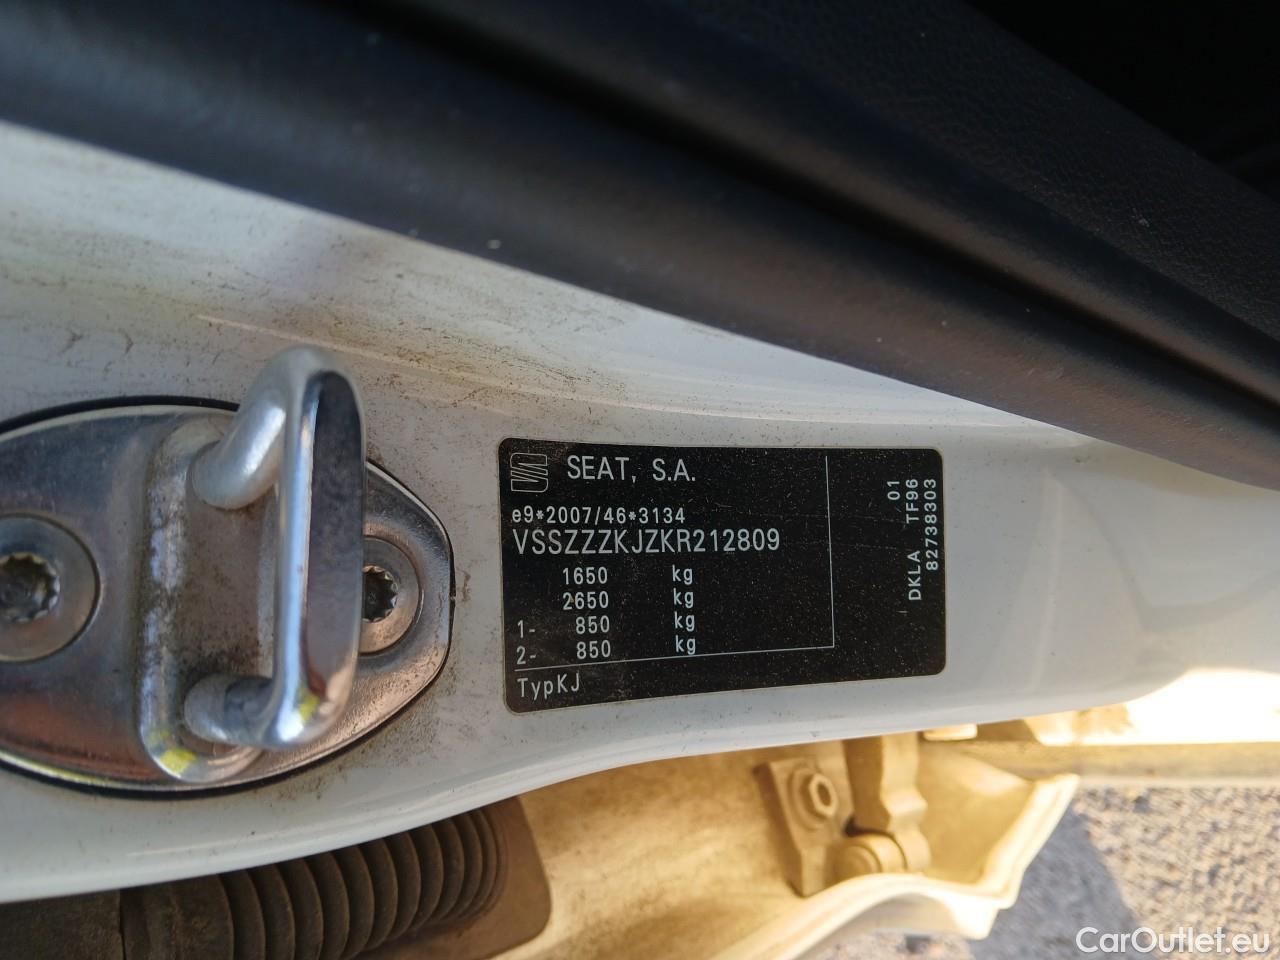 SEAT, S.A.
e9*2007/46*3134
VSSZZZKJZKR212809
1650 kg
2650 kg
1- 850 kg
2- 850 kg
TypKJ
01
DKLA TF96
82738303
CarOutlet.eu